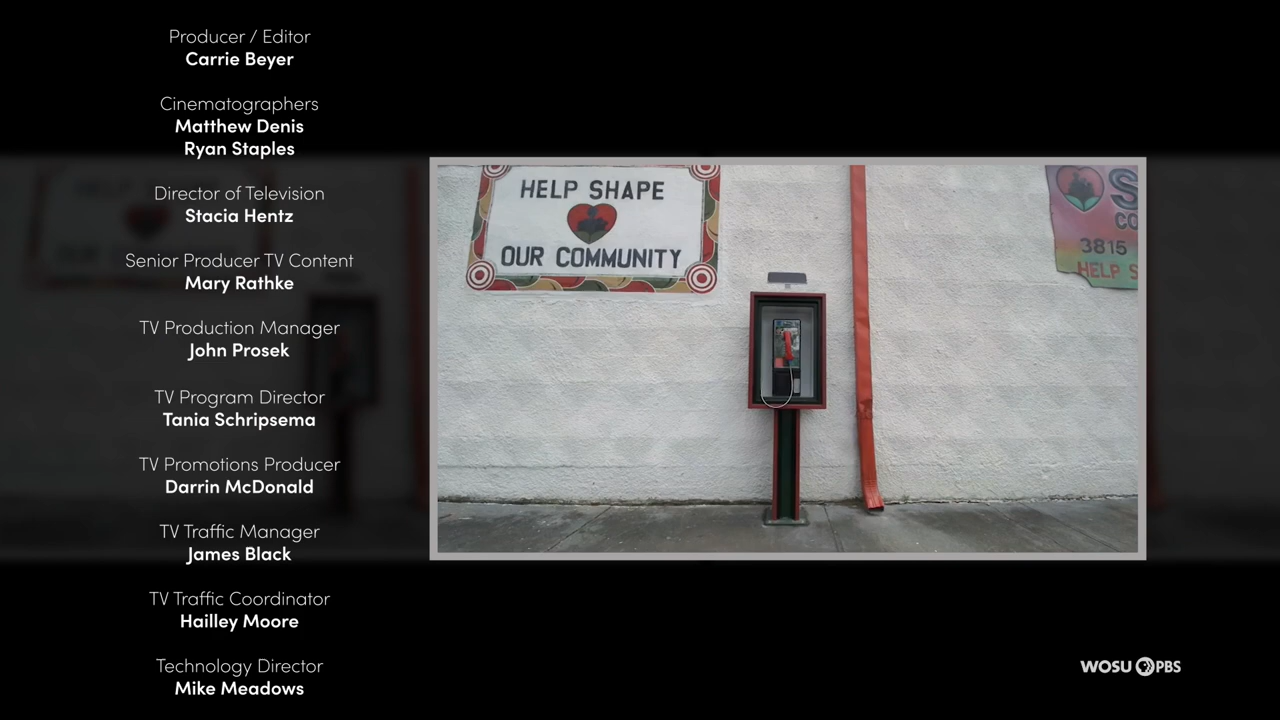 Producer / Editor
Carrie Beyer
Cinematographers
Matthew Denis
Ryan Staples
Director of Television
Stacia Hentz
Senior Producer TV Content
Mary Rathke
TV Production Manager
John Prosek
TV Program Director
Tania Schripsema
TV Promotions Producer
Darrin McDonald
TV Traffic Manager
James Black
TV Traffic Coordinator
Hailley Moore
Technology Director
Mike Meadows
HELP SHAPE
OUR COMMUNITY
S
CO
3815
HELP S
WOSU PBS